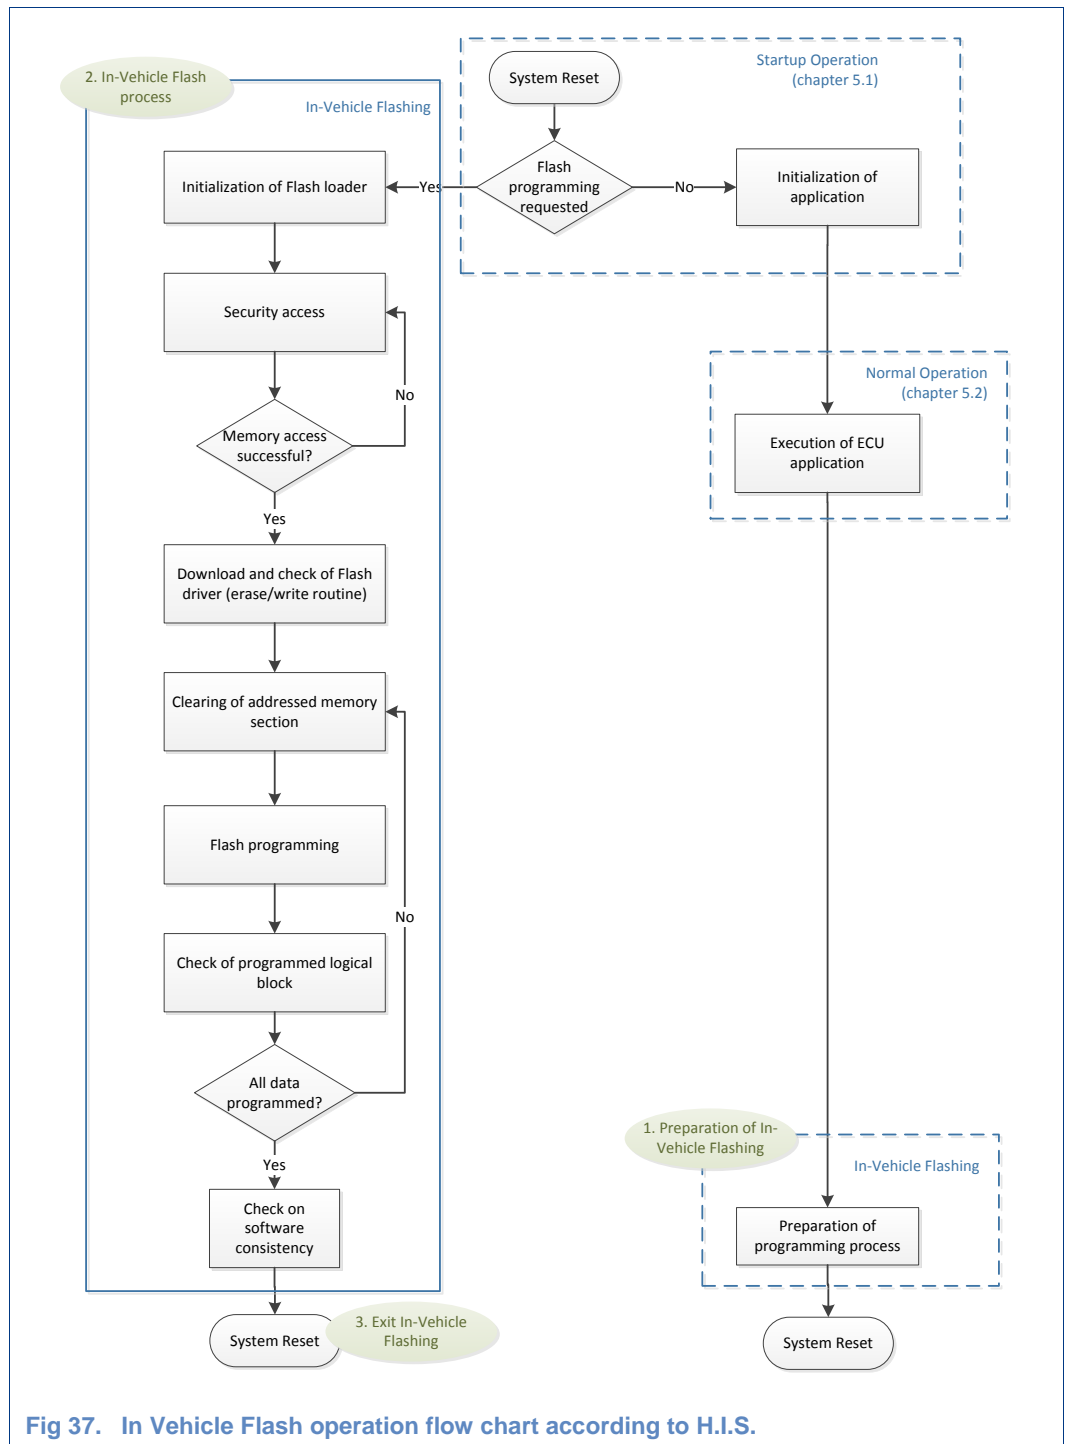 2. In-Vehicle Flash
process
In-Vehicle Flashing
System Reset
Startup Operation
(chapter 5.1)
Flash
programming
requested
Yes
No
Initialization of Flash loader
Initialization of
application
Security access
No
Memory access
successful?
Yes
Normal Operation
(chapter 5.2)
Execution of ECU
application
Download and check of Flash
driver (erase/write routine)
Clearing of addressed memory
section
Flash programming
No
Check of programmed logical
block
All data
programmed?
Yes
Check on
software
consistency
System Reset
3. Exit In-Vehicle
Flashing
1. Preparation of In-
Vehicle Flashing
In-Vehicle Flashing
Preparation of
programming process
System Reset
Fig 37. In Vehicle Flash operation flow chart according to H.I.S.